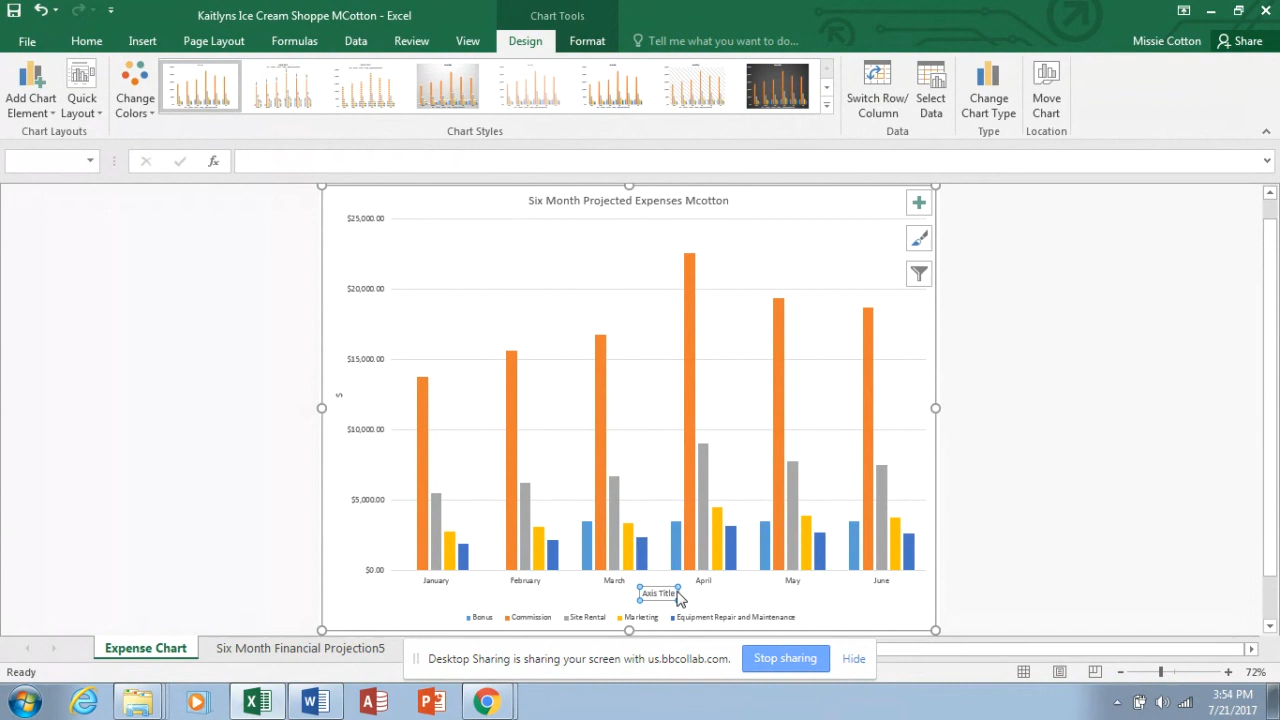 Kaitlyns Ice Cream Shoppe MCotton - Excel
Chart Tools
File Home Insert Page Layout Formulas Data Review View Design Format Tell me what you want to do... Missie Cotton Share
Add Chart Element
Quick Layout
Change Colors
Switch Row/ Column
Select Data
Change Chart Type
Move Chart
Chart Layouts Chart Styles Data Type Location
fx
Six Month Projected Expenses Mcotton
$25,000.00
$20,000.00
$15,000.00
$
$10,000.00
$5,000.00
$0.00
January February March April May June
Axis Title
Bonus Commission Site Rental Marketing Equipment Repair and Maintenance
Expense Chart Six Month Financial Projection5
Desktop Sharing is sharing your screen with us.bbcollab.com. Stop sharing Hide
Ready 72%
3:54 PM
7/21/2017